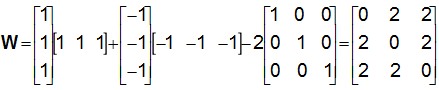 W = [1 1 1]ᵀ[1 1 1] + [-1 -1 -1]ᵀ[-1 -1 -1] - 2[1 0 0; 0 1 0; 0 0 1] = [0 2 2; 2 0 2; 2 2 0]